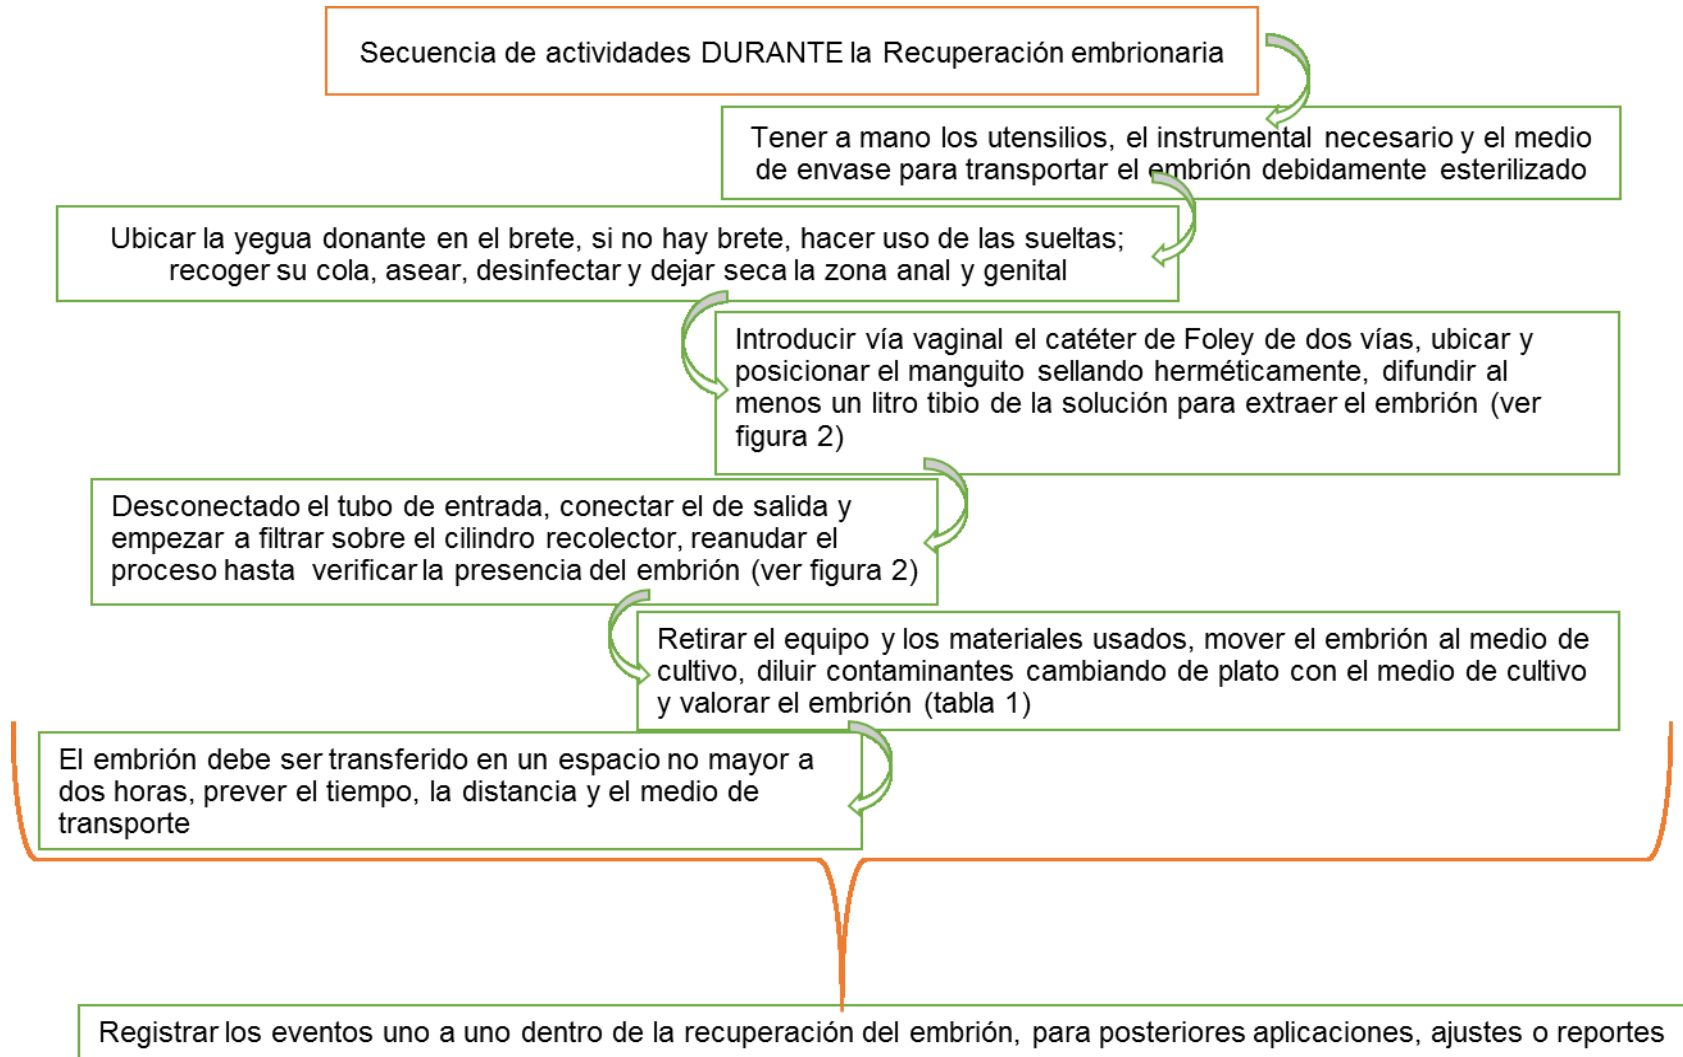 Secuencia de actividades DURANTE la Recuperación embrionaria
Tener a mano los utensilios, el instrumental necesario y el medio
de envase para transportar el embrión debidamente esterilizado
Ubicar la yegua donante en el brete, si no hay brete, hacer uso de las sueltas;
recoger su cola, asear, desinfectar y dejar seca la zona anal y genital
Introducir vía vaginal el catéter de Foley de dos vías, ubicar y
posicionar el manguito sellando herméticamente, difundir al
menos un litro tibio de la solución para extraer el embrión (ver
figura 2)
Desconectado el tubo de entrada, conectar el de salida y
empezar a filtrar sobre el cilindro recolector, reanudar el
proceso hasta verificar la presencia del embrión (ver figura 2)
Retirar el equipo y los materiales usados, mover el embrión al medio de
cultivo, diluir contaminantes cambiando de plato con el medio de cultivo
y valorar el embrión (tabla 1)
El embrión debe ser transferido en un espacio no mayor a
dos horas, prever el tiempo, la distancia y el medio de
transporte
Registrar los eventos uno a uno dentro de la recuperación del embrión, para posteriores aplicaciones, ajustes o reportes